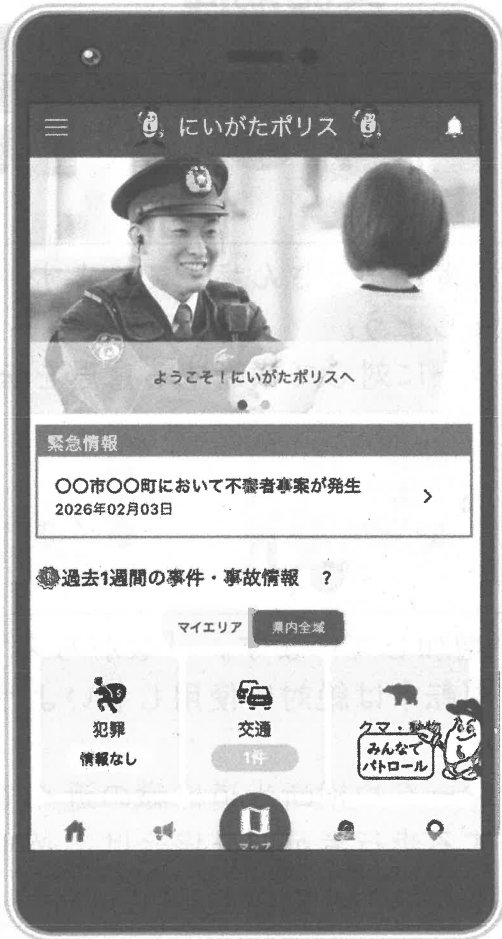 にいがたポリス
ようこそ！にいがたポリスへ
緊急情報
〇〇市〇〇町において不審者事案が発生
2026年02月03日
過去1週間の事件・事故情報 ?
マイエリア 県内全域
犯罪
情報なし
交通
1件
クマ・動物
みんなで
パトロール
マップ